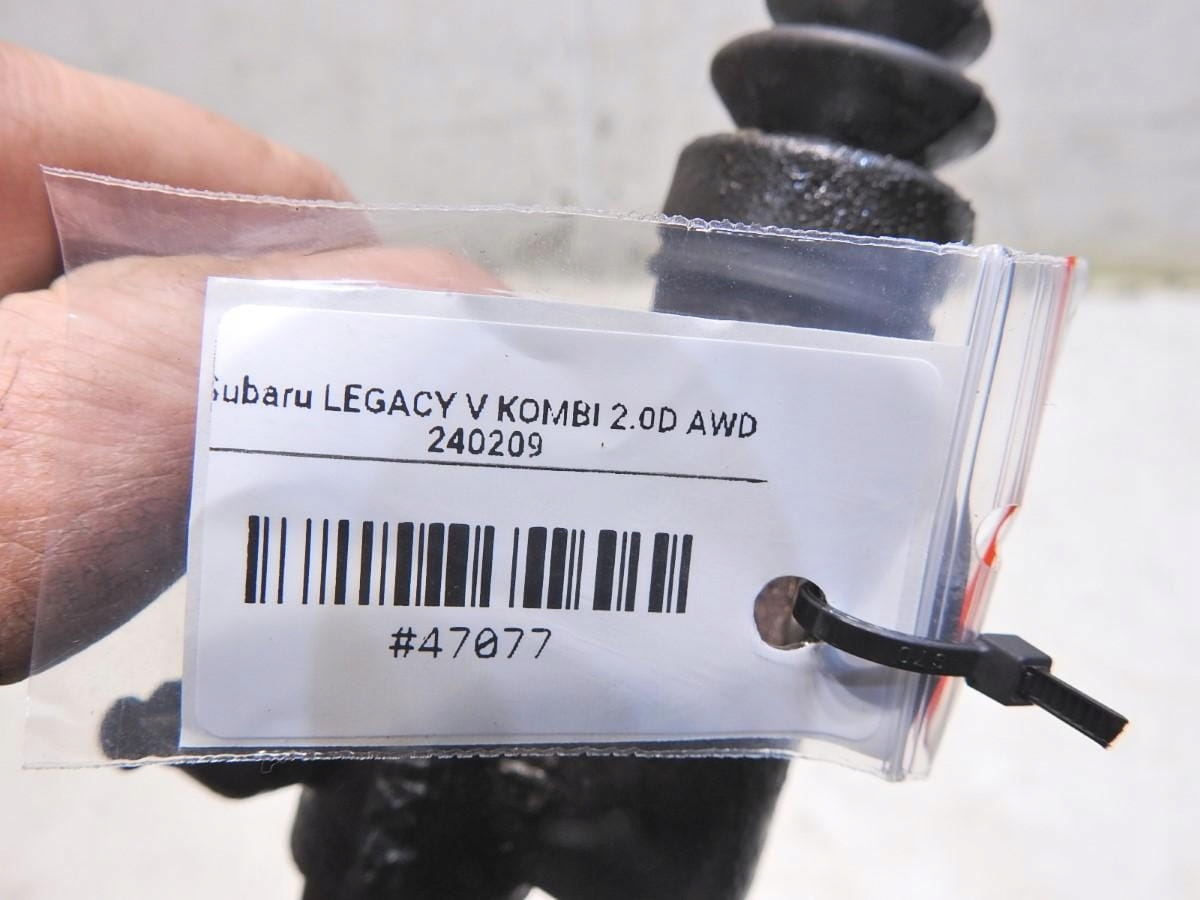 Subaru LEGACY V KOMBI 2.0D AWD
240209
#47077